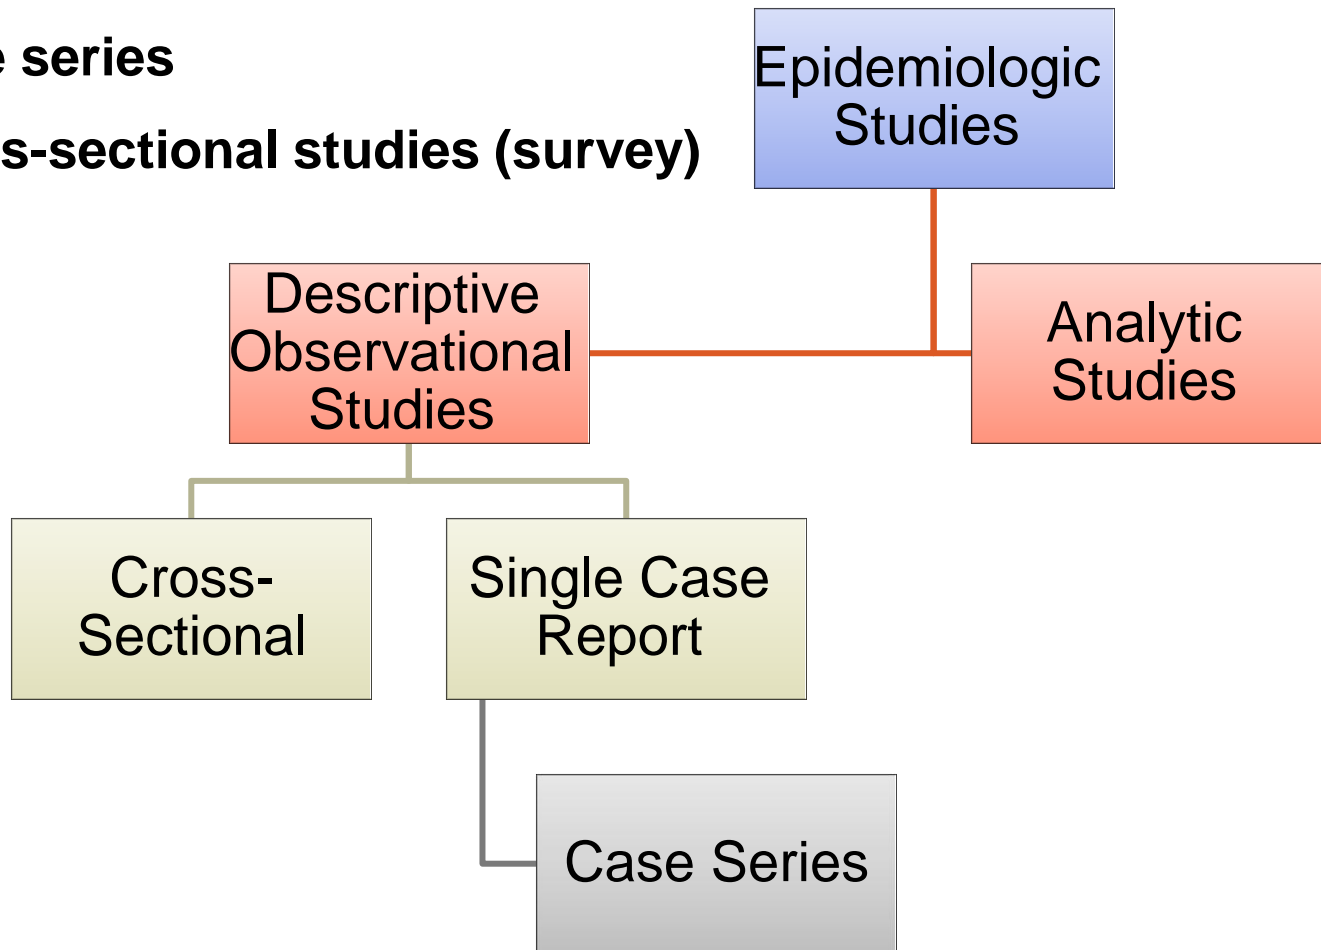 e series
s-sectional studies (survey)
Epidemiologic
Studies
Descriptive
Observational
Studies
Analytic
Studies
Cross-
Sectional
Single Case
Report
Case Series